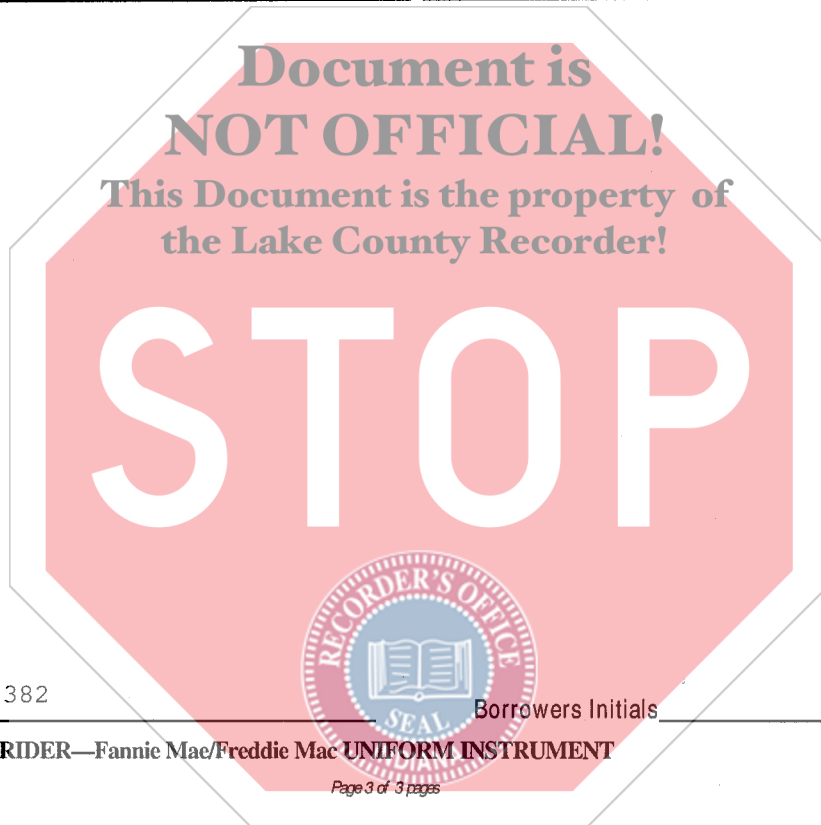 Document is
NOT OFFICIAL!
This Document is the property of
the Lake County Recorder!
STOP
RECORDER'S OFFICE
SEAL
382
Borrowers Initials
RIDER—Fannie Mae/Freddie Mac UNIFORM INSTRUMENT
Page 3 of 3 pages